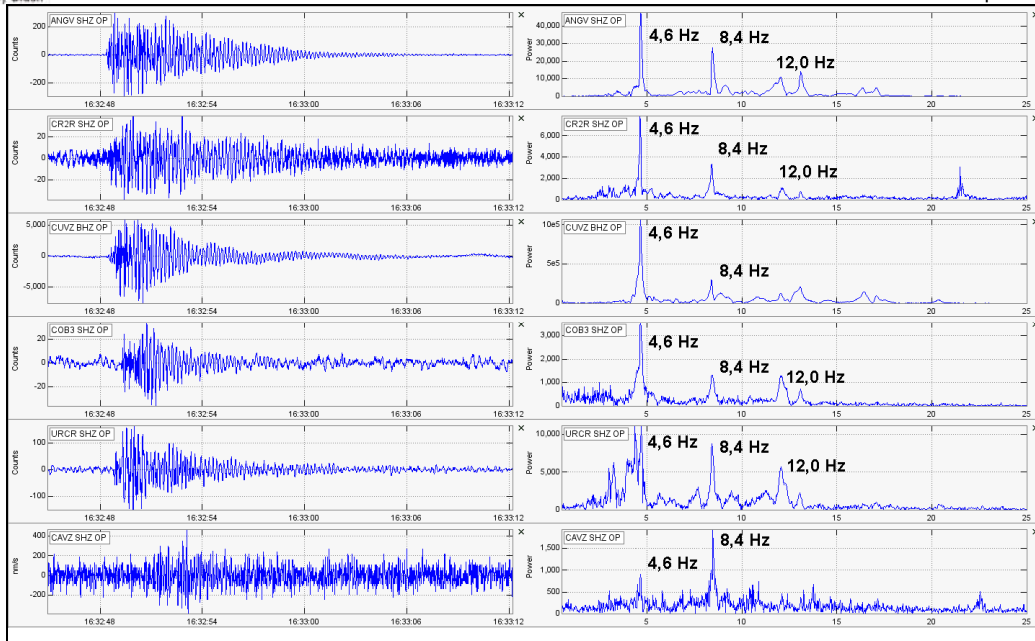 ANGV SHZ OP
Counts
200
0
-200
16:32:48 16:32:54 16:33:00 16:33:06 16:33:12
ANGV SHZ OP
Power
40,000
30,000
20,000
10,000
0
4,6 Hz
8,4 Hz
12,0 Hz
5 10 15 20 25
CR2R SHZ OP
Counts
20
0
-20
16:32:48 16:32:54 16:33:00 16:33:06 16:33:12
CR2R SHZ OP
Power
6,000
4,000
2,000
0
4,6 Hz
8,4 Hz
12,0 Hz
5 10 15 20 25
CUVZ BHZ OP
Counts
5,000
0
-5,000
16:32:48 16:32:54 16:33:00 16:33:06 16:33:12
CUVZ BHZ OP
Power
10e5
5e5
0
4,6 Hz
8,4 Hz
5 10 15 20 25
COB3 SHZ OP
Counts
20
0
-20
16:32:48 16:32:54 16:33:00 16:33:06 16:33:12
COB3 SHZ OP
Power
3,000
2,000
1,000
0
4,6 Hz
8,4 Hz
12,0 Hz
5 10 15 20 25
URCR SHZ OP
Counts
100
0
-100
16:32:48 16:32:54 16:33:00 16:33:06 16:33:12
URCR SHZ OP
Power
10,000
5,000
0
4,6 Hz
8,4 Hz
12,0 Hz
5 10 15 20 25
CAVZ SHZ OP
nm/s
400
200
0
-200
16:32:48 16:32:54 16:33:00 16:33:06 16:33:12
CAVZ SHZ OP
Power
1,500
1,000
500
0
4,6 Hz
8,4 Hz
5 10 15 20 25